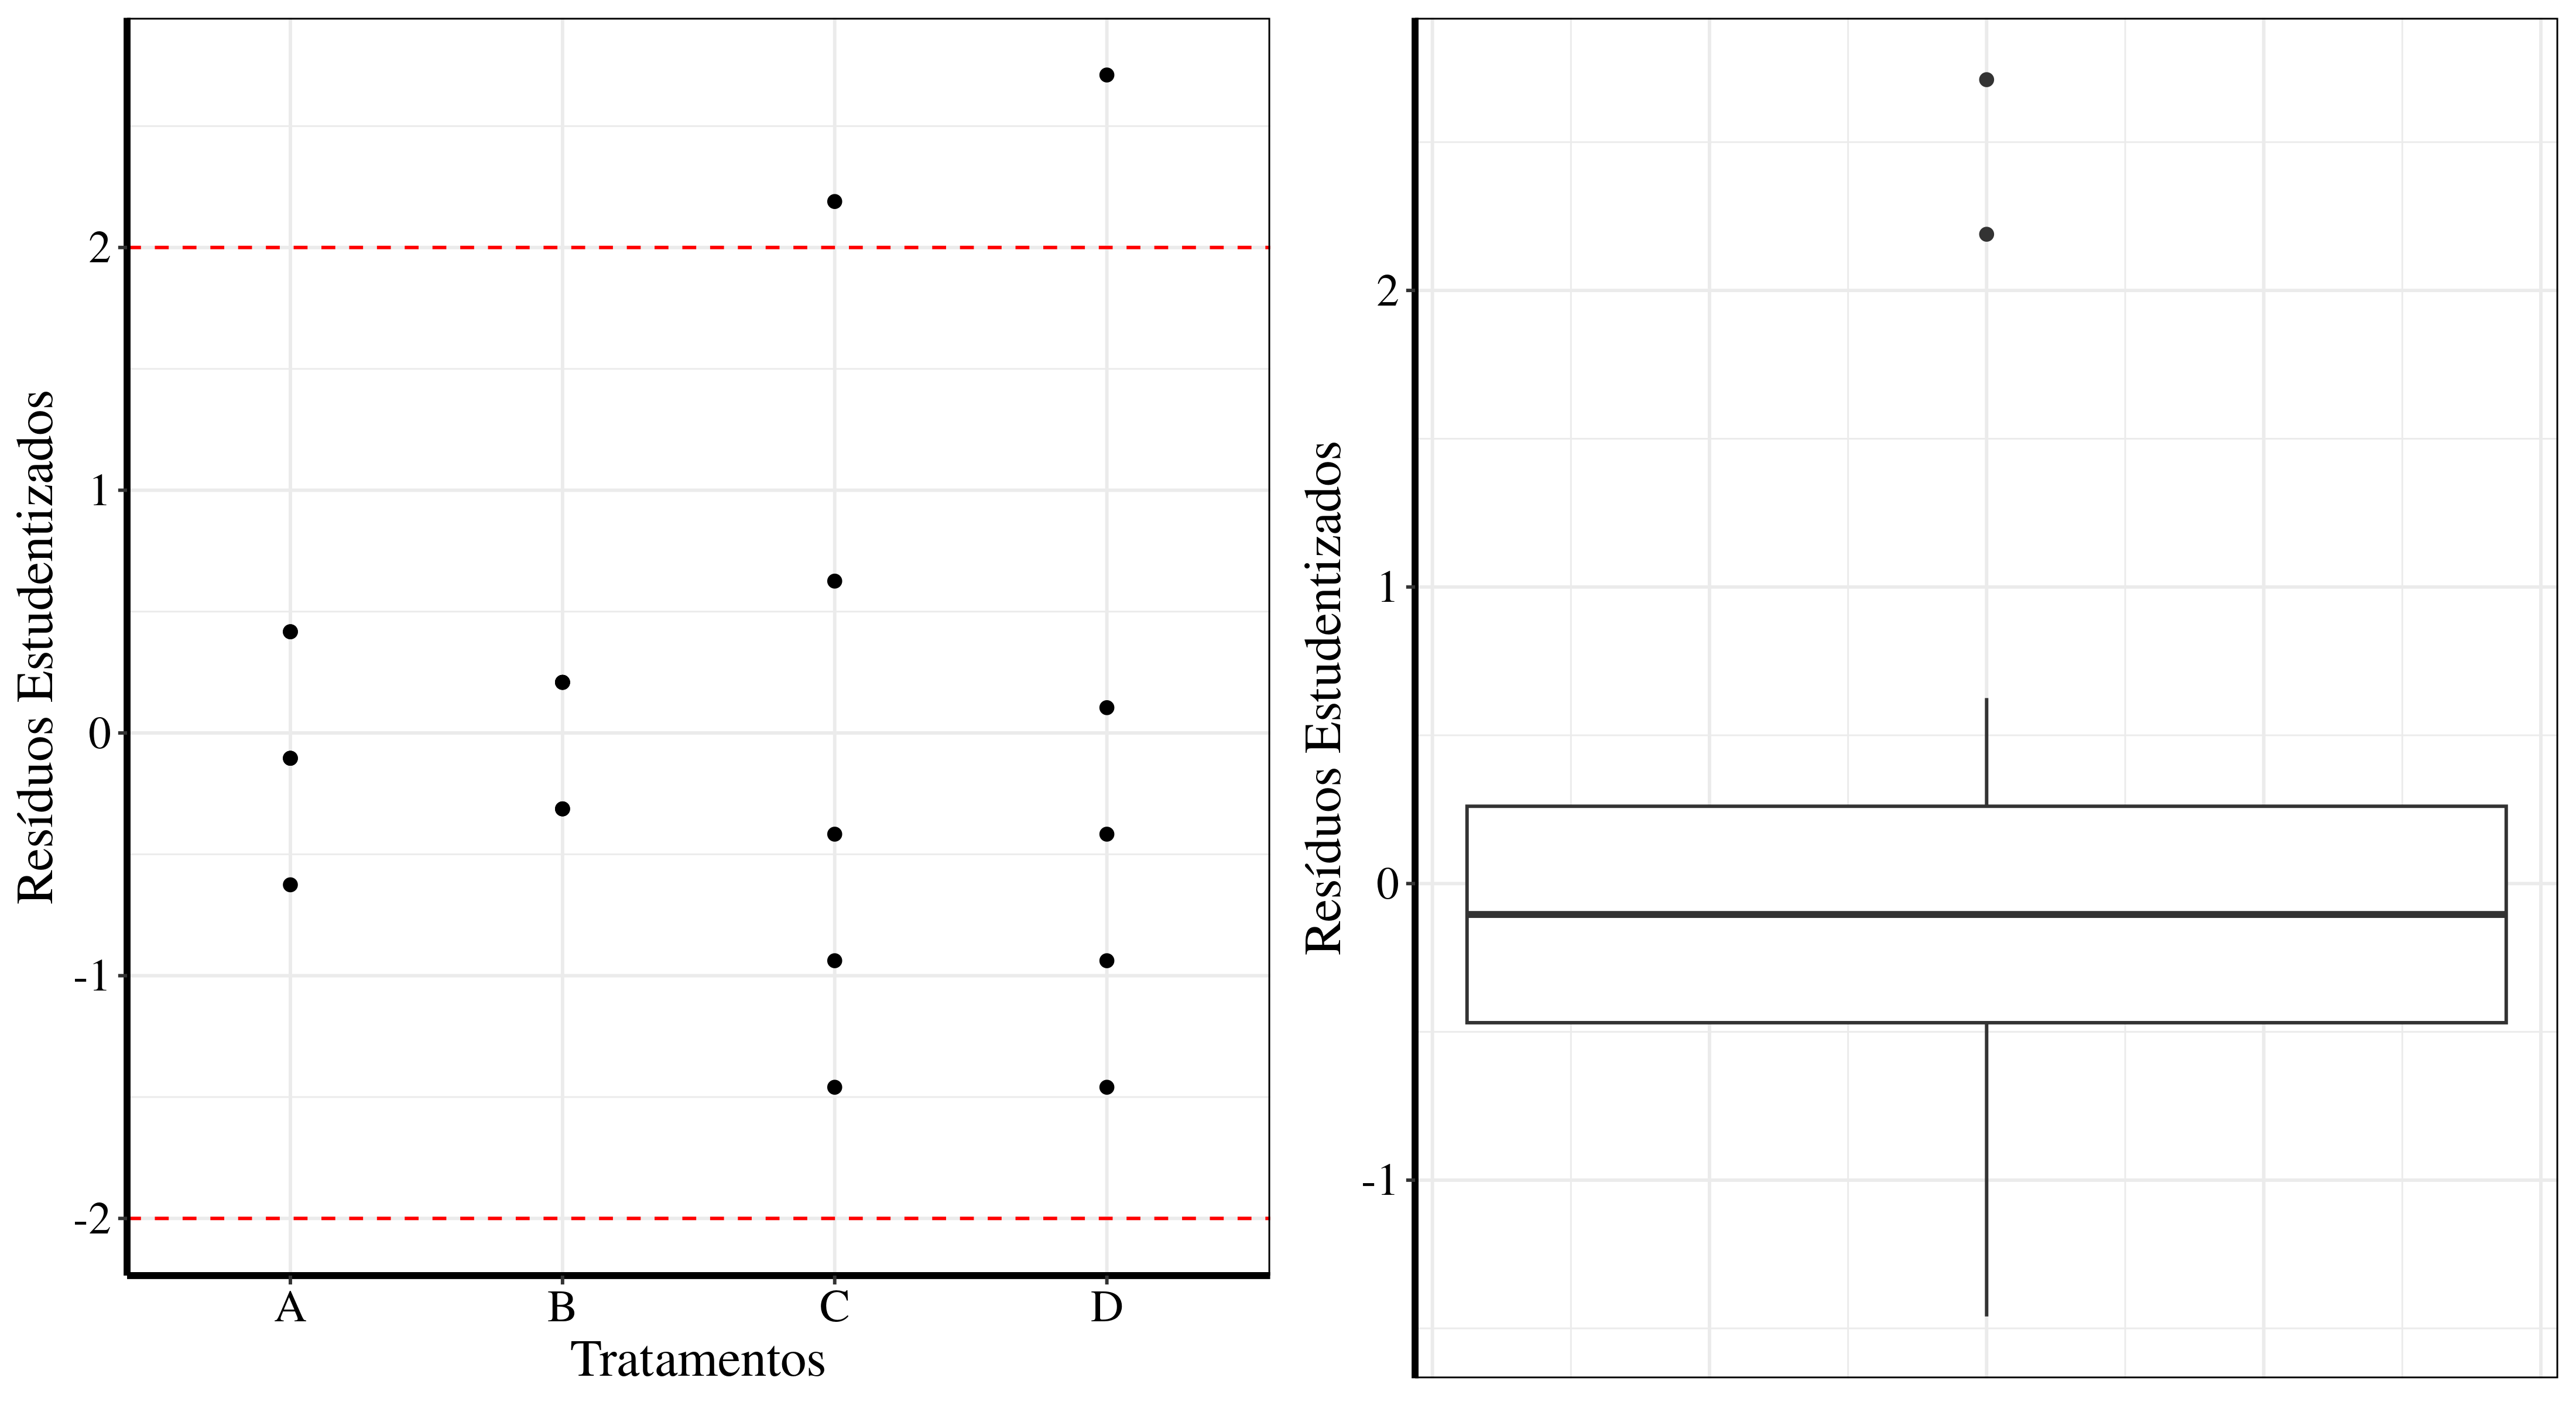 Resíduos Estudentizados
2
1
0
-1
-2
A B C D
Tratamentos
Resíduos Estudentizados
2
1
0
-1